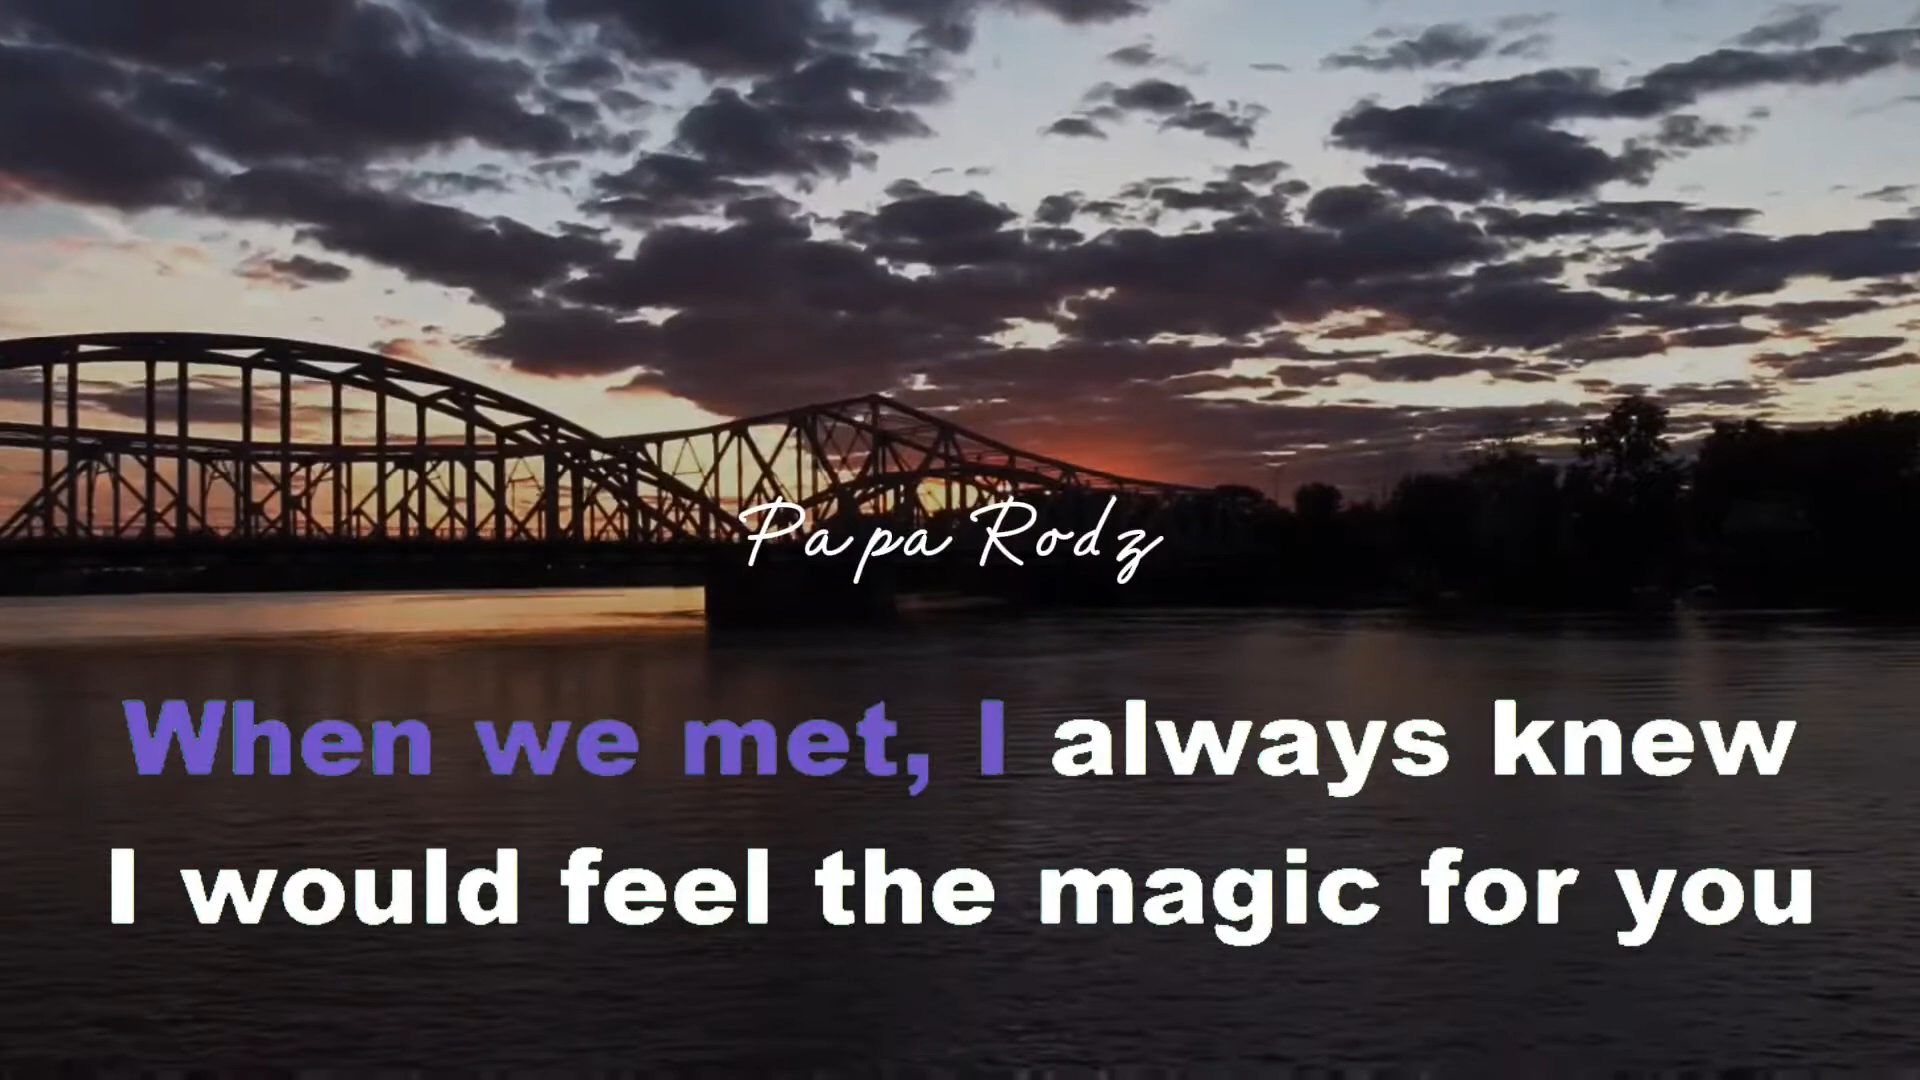 Papa Rodz
When we met, I always knew
I would feel the magic for you